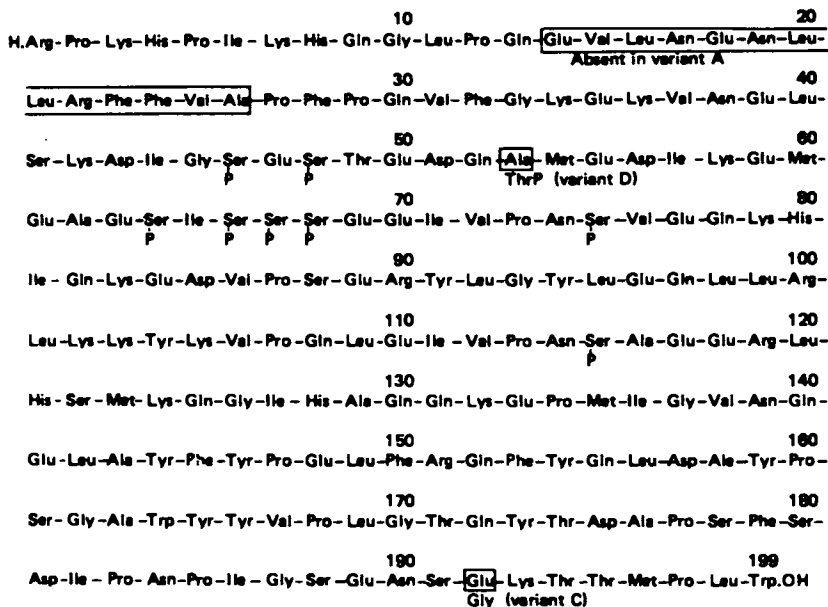 10 20
H.Arg-Pro-Lys-His-Pro-Ile-Lys-His-Gln-Gly-Leu-Pro-Gln-Glu-Val-Leu-Asn-Glu-Asn-Leu-
Absent in variant A
30 40
Leu-Arg-Phe-Phe-Val-Ala-Pro-Phe-Pro-Gln-Val-Phe-Gly-Lys-Glu-Lys-Val-Asn-Glu-Leu-
50 60
Ser-Lys-Asp-Ile-Gly-Ser-Glu-Ser-Thr-Glu-Asp-Gln-Ala-Met-Glu-Asp-Ile-Lys-Glu-Met-
P P ThrP (variant D)
70 80
Glu-Ala-Glu-Ser-Ile-Ser-Ser-Ser-Glu-Glu-Ile-Val-Pro-Asn-Ser-Val-Glu-Gln-Lys-His-
P P P P P
90 100
Ile-Gln-Lys-Glu-Asp-Val-Pro-Ser-Glu-Arg-Tyr-Leu-Gly-Tyr-Leu-Glu-Gln-Leu-Leu-Arg-
110 120
Leu-Lys-Lys-Tyr-Lys-Val-Pro-Gln-Leu-Glu-Ile-Val-Pro-Asn-Ser-Ala-Glu-Glu-Arg-Leu-
P
130 140
His-Ser-Met-Lys-Gln-Gly-Ile-His-Ala-Gln-Gln-Lys-Glu-Pro-Met-Ile-Gly-Val-Asn-Gln-
150 160
Glu-Leu-Ala-Tyr-Phe-Tyr-Pro-Glu-Leu-Phe-Arg-Gln-Phe-Tyr-Gln-Leu-Asp-Ala-Tyr-Pro-
170 180
Ser-Gly-Ala-Trp-Tyr-Tyr-Val-Pro-Leu-Gly-Thr-Gln-Tyr-Thr-Asp-Ala-Pro-Ser-Phe-Ser-
190 199
Asp-Ile-Pro-Asn-Pro-Ile-Gly-Ser-Glu-Asn-Ser-Glu-Lys-Thr-Thr-Met-Pro-Leu-Trp.OH
Gly (variant C)